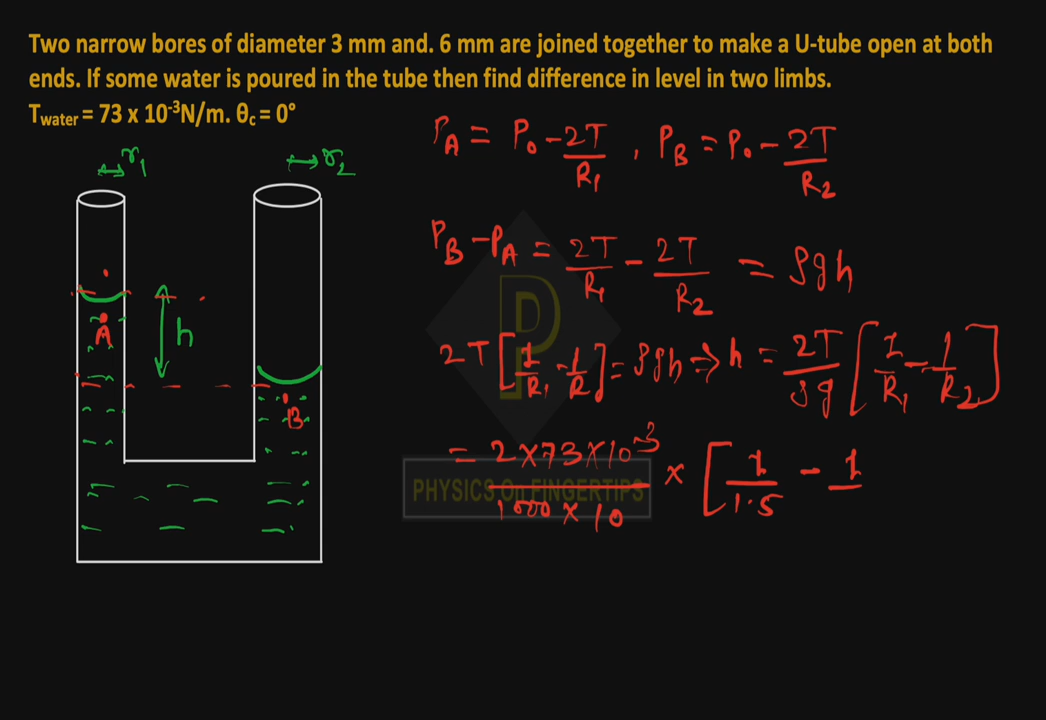 Two narrow bores of diameter 3 mm and. 6 mm are joined together to make a U-tube open at both
ends. If some water is poured in the tube then find difference in level in two limbs.
Twater = 73 x 10-3N/m. θc = 0°
r1
r2
PA = P0 - 2T/R1 , PB = P0 - 2T/R2
PB - PA = 2T/R1 - 2T/R2 = ρgh
A
h
2T[1/R1 - 1/R] = ρgh ⇒ h = 2T/ρg [1/R1 - 1/R2]
B
= 2×73×10-3 / 1000×10 × [1/1.5 - 1
PHYSICS On FINGERTIPS